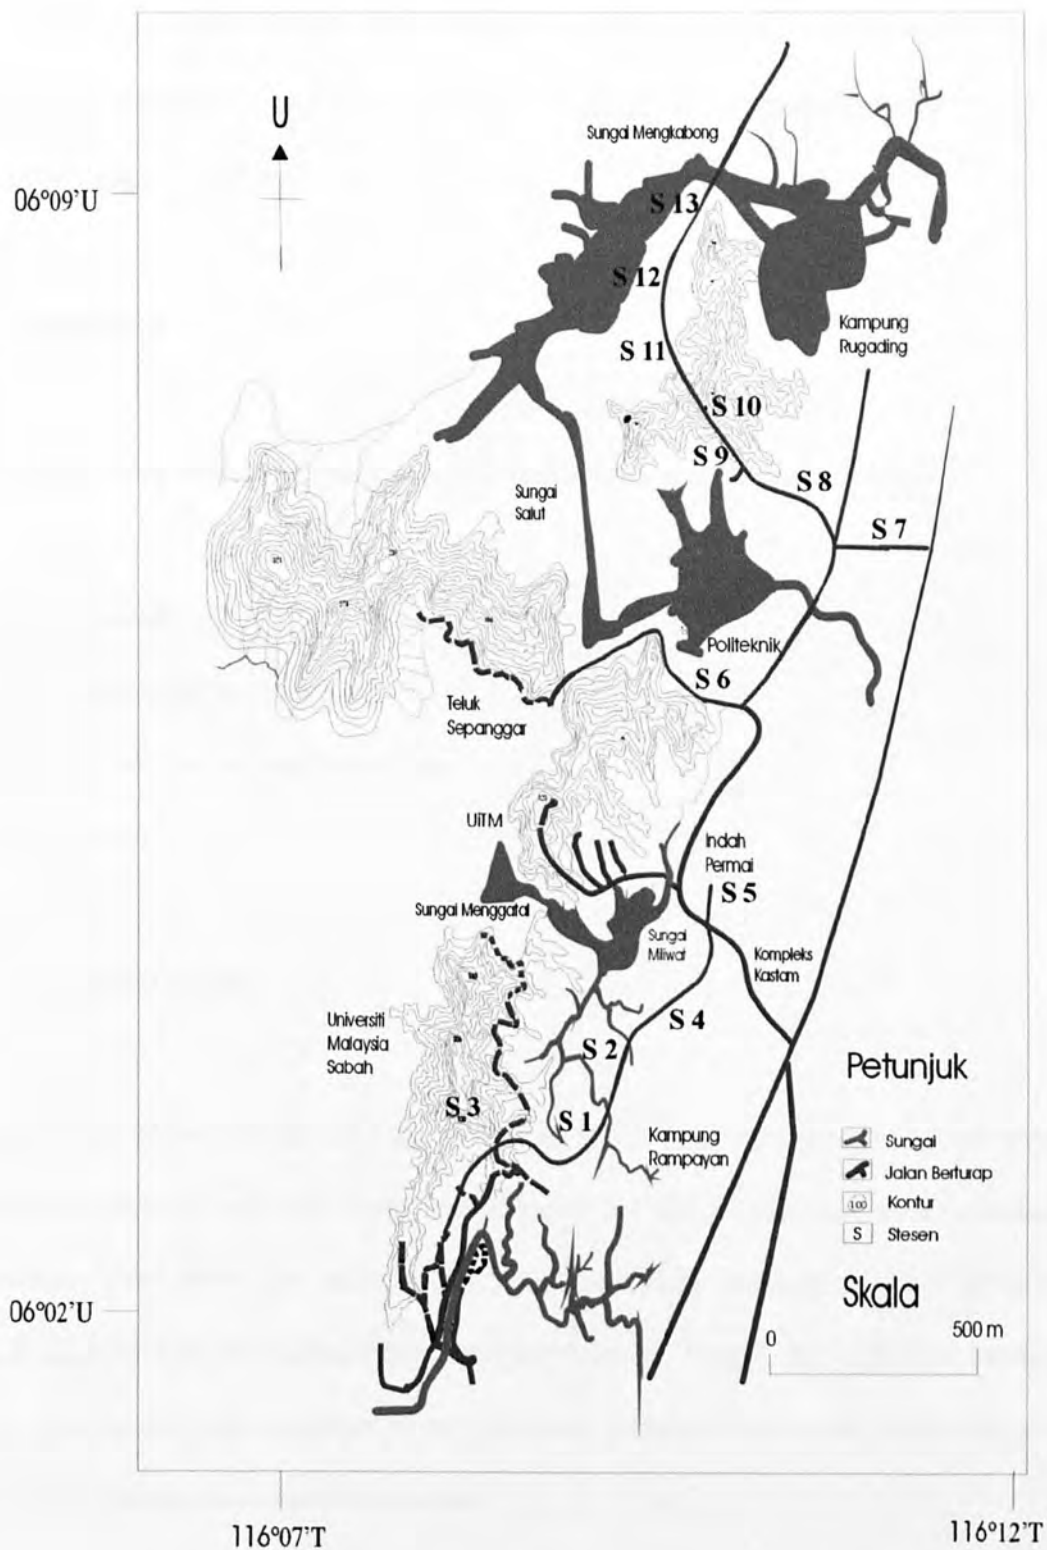 U
Sungai Mengkabong
06°09'U
S 13
S 12
Kampung
Rugading
S 11
S 10
S 9
S 8
Sungai
Salut
S 7
Politeknik
S 6
Teluk
Sepanggar
UiTM
Indah
Permai
S 5
Sungai Menggatal
Sungai
Miliwat
Kompleks
Kastam
S 4
Universiti
Malaysia
Sabah
S 2
S 3
S 1
Kampung
Rampayan
Petunjuk
Sungai
Jalan Berturap
100 Kontur
S Stesen
Skala
06°02'U
0 500 m
116°07'T
116°12'T